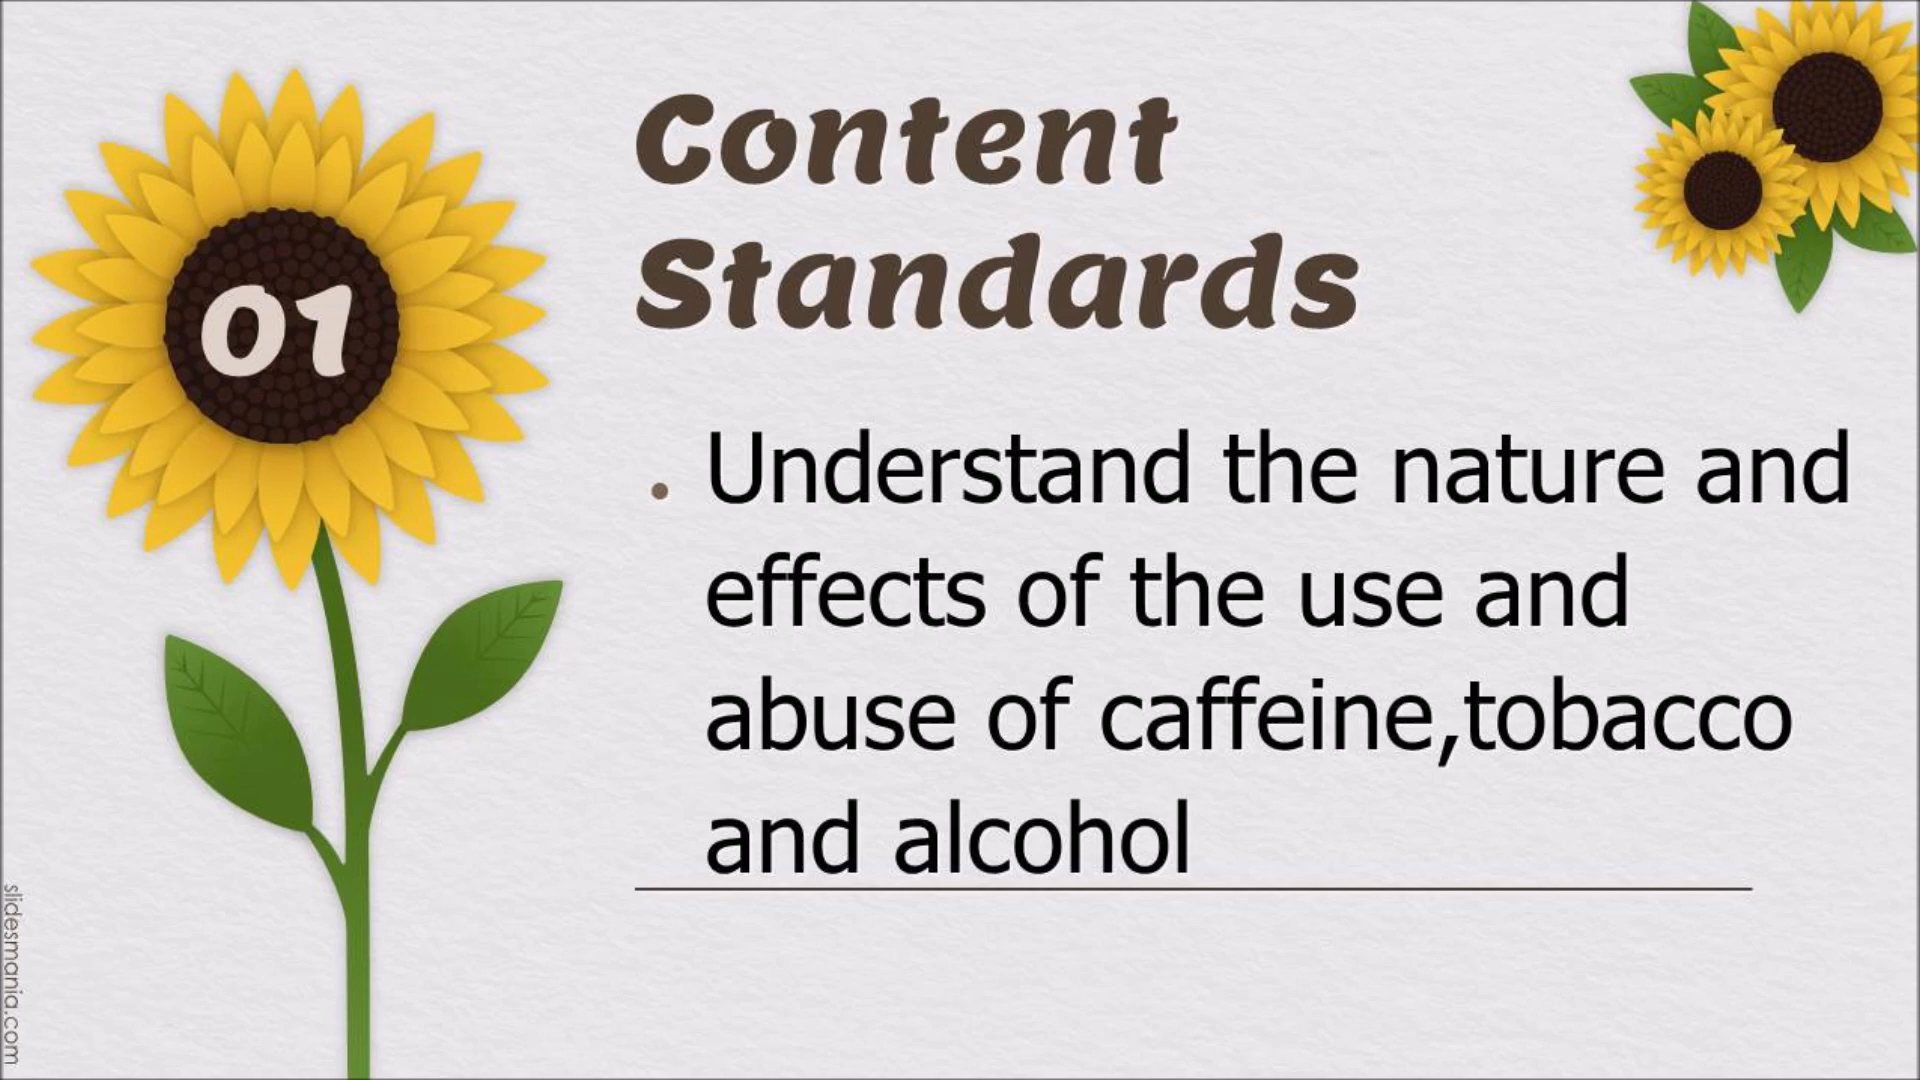 01
Content
Standards
• Understand the nature and
effects of the use and
abuse of caffeine,tobacco
and alcohol
slidesmania.com